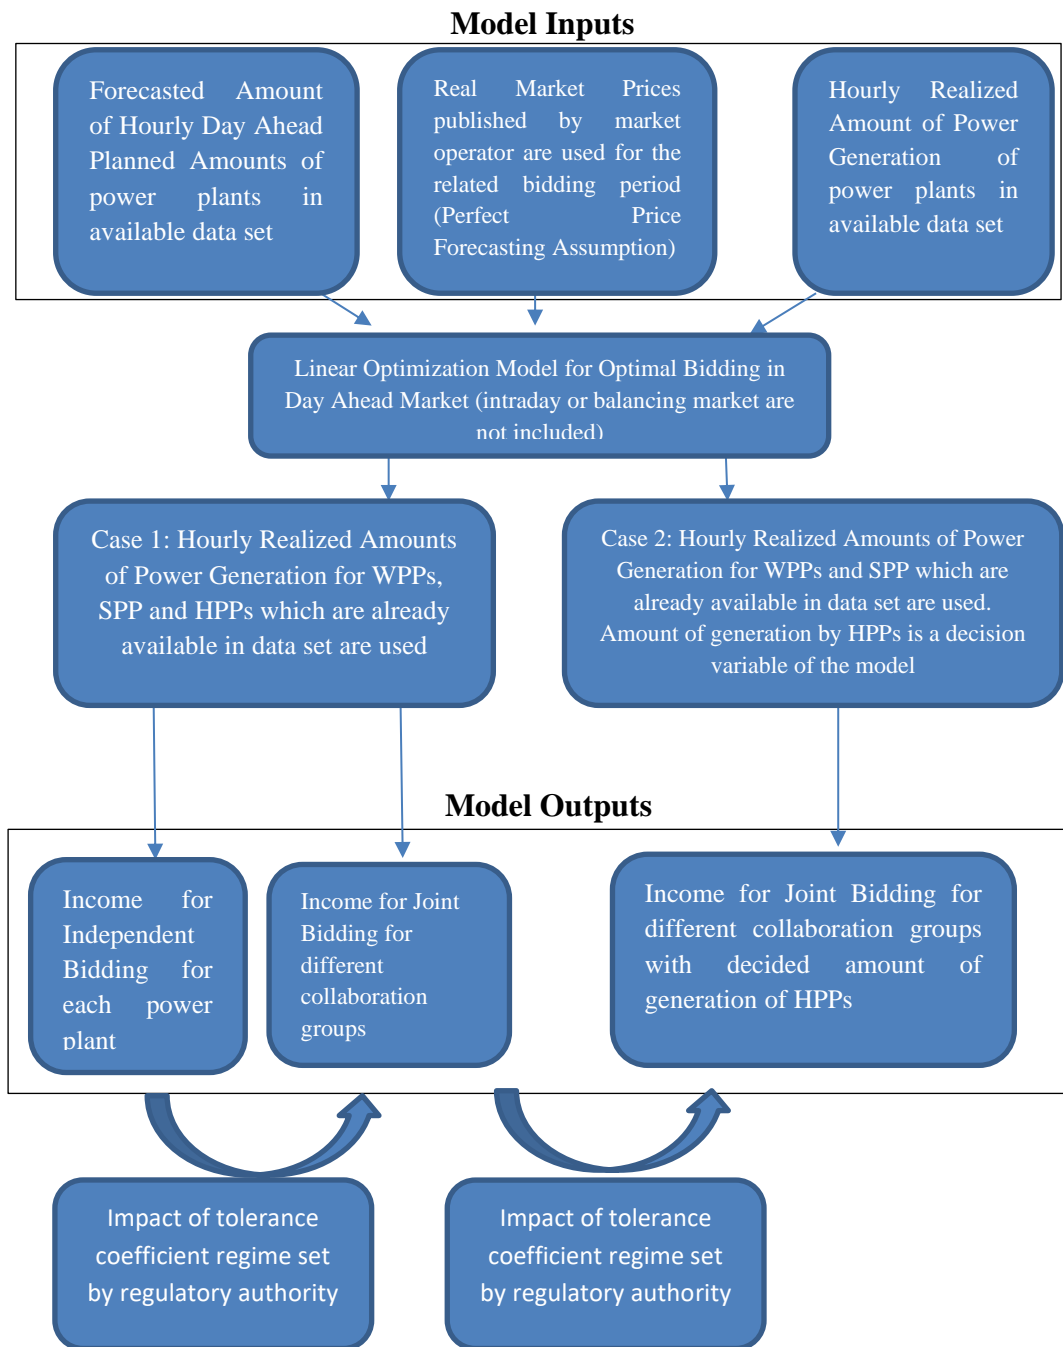 Model Inputs
Forecasted Amount
of Hourly Day Ahead
Planned Amounts of
power plants in
available data set
Real Market Prices
published by market
operator are used for the
related bidding period
(Perfect Price
Forecasting Assumption)
Hourly Realized
Amount of Power
Generation of
power plants in
available data set
Linear Optimization Model for Optimal Bidding in
Day Ahead Market (intraday or balancing market are
not included)
Case 1: Hourly Realized Amounts
of Power Generation for WPPs,
SPP and HPPs which are already
available in data set are used
Case 2: Hourly Realized Amounts of Power
Generation for WPPs and SPP which are
already available in data set are used.
Amount of generation by HPPs is a decision
variable of the model
Model Outputs
Income for
Independent
Bidding for
each power
plant
Income for Joint
Bidding for
different
collaboration
groups
Income for Joint Bidding for
different collaboration groups
with decided amount of
generation of HPPs
Impact of tolerance
coefficient regime set
by regulatory authority
Impact of tolerance
coefficient regime set
by regulatory authority